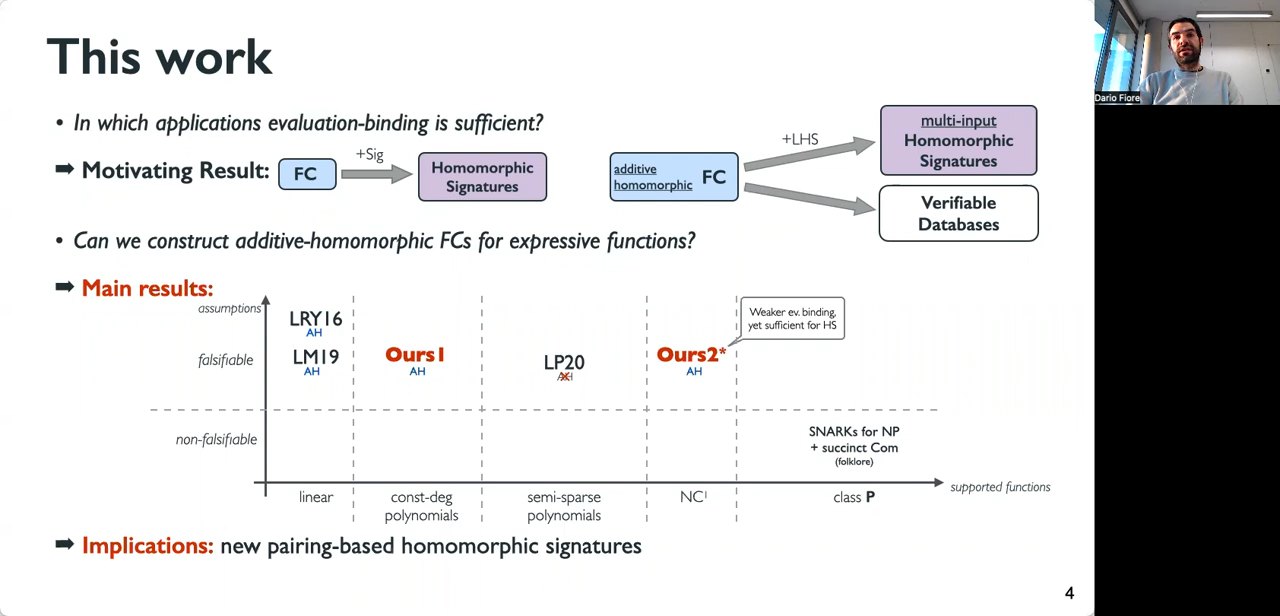 This work
Dario Fiore
• In which applications evaluation-binding is sufficient?
➡ Motivating Result:
FC
+Sig
Homomorphic
Signatures
additive
homomorphic
FC
+LHS
multi-input
Homomorphic
Signatures
Verifiable
Databases
• Can we construct additive-homomorphic FCs for expressive functions?
➡ Main results:
assumptions
falsifiable
non-falsifiable
LRY16
AH
LM19
AH
Ours1
AH
LP20
AH
Ours2*
AH
Weaker ev. binding,
yet sufficient for HS
SNARKs for NP
+ succinct Com
(folklore)
linear
const-deg
polynomials
semi-sparse
polynomials
NC¹
class P
supported functions
➡ Implications: new pairing-based homomorphic signatures
4